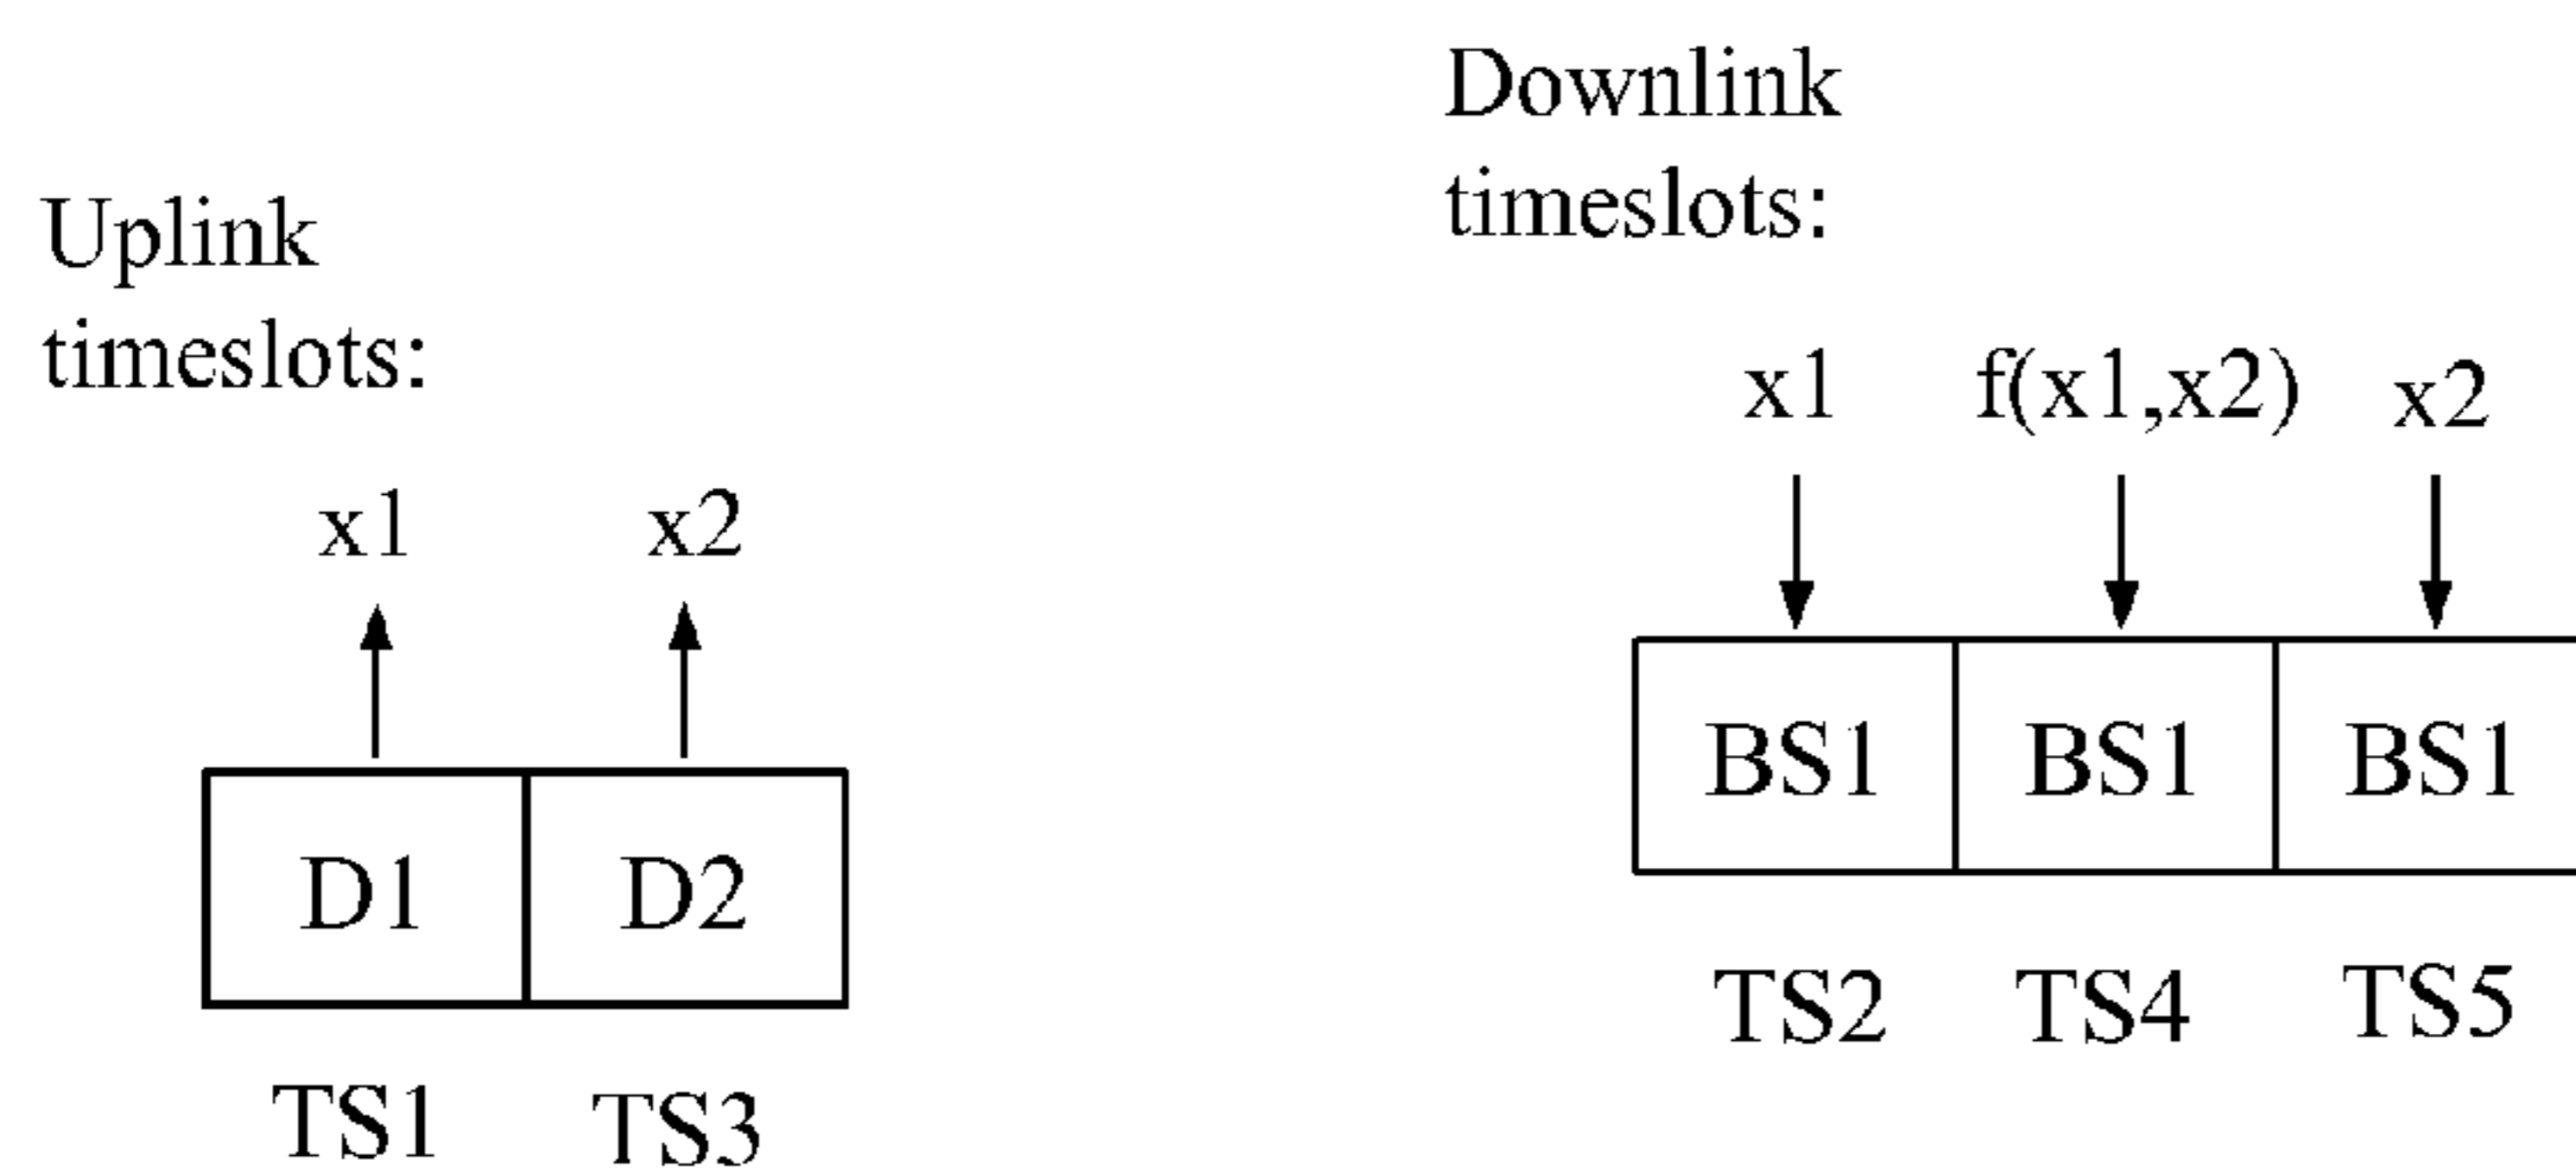 Uplink
timeslots:
x1 x2
D1 D2
TS1 TS3
Downlink
timeslots:
x1 f(x1,x2) x2
BS1 BS1 BS1
TS2 TS4 TS5